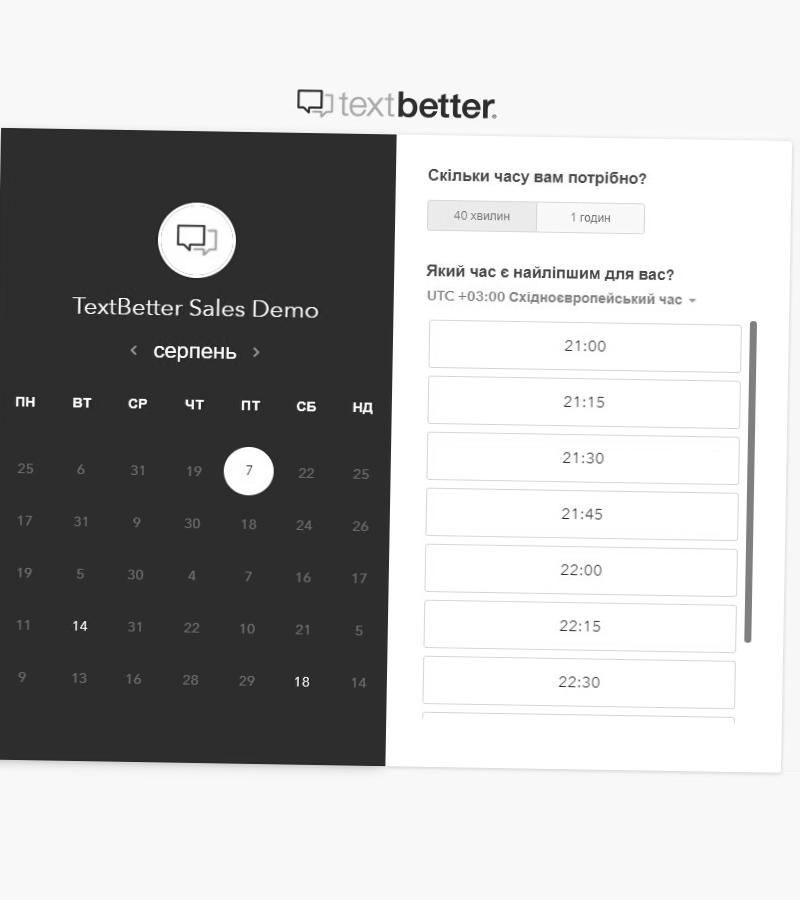 textbetter.
TextBetter Sales Demo
серпень
ПН ВТ СР ЧТ ПТ СБ НД
25 6 31 19 7 22 25
17 31 9 30 18 24 26
19 5 30 4 7 16 17
11 14 31 22 10 21 5
9 13 16 28 29 18 14
Скільки часу вам потрібно?
40 хвилин 1 годин
Який час є найліпшим для вас?
UTC +03:00 Східноєвропейський час
21:00
21:15
21:30
21:45
22:00
22:15
22:30